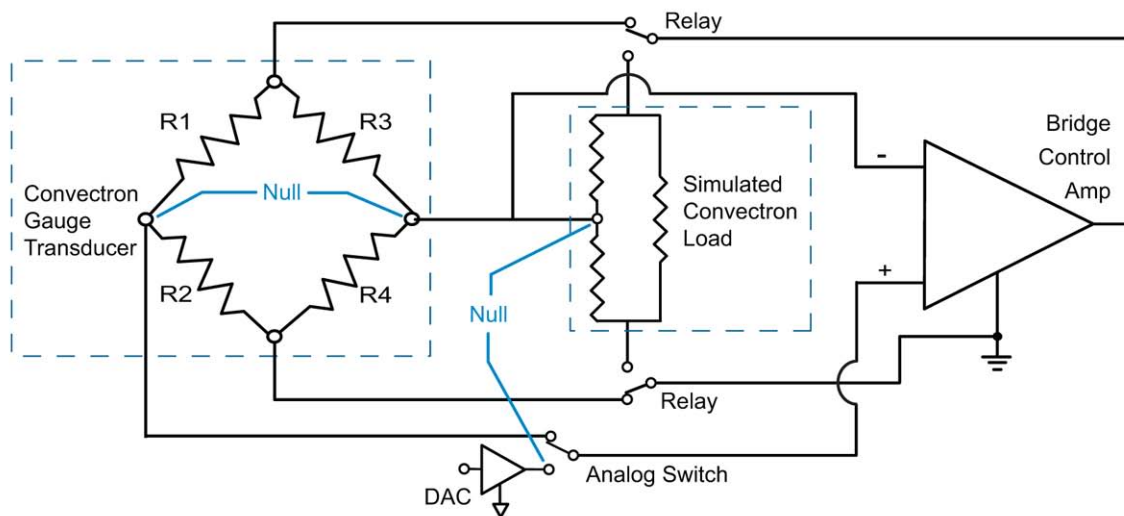 Relay
R1
R3
Null
Convectron
Gauge
Transducer
R2
R4
Simulated
Convectron
Load
Null
-
+
Bridge
Control
Amp
Relay
Analog Switch
DAC